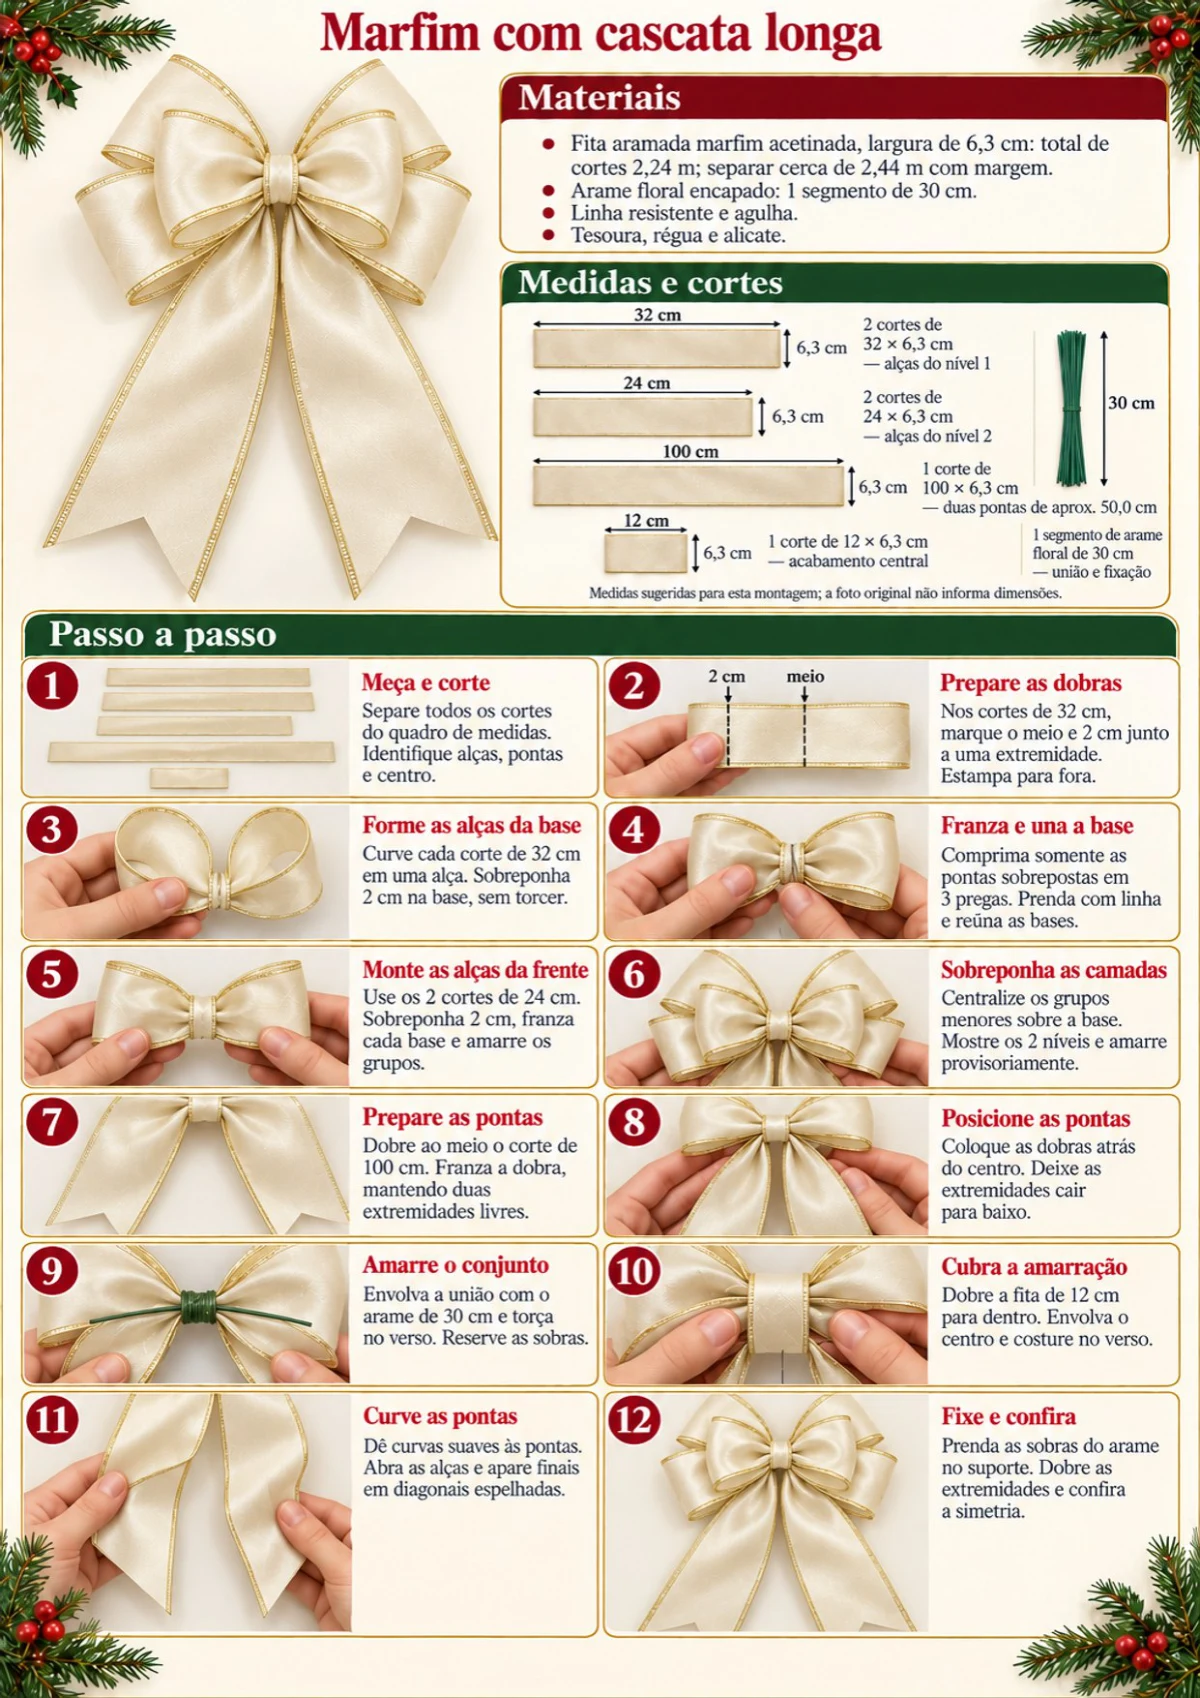 Marfim com cascata longa
Materiais
Fita aramada marfim acetinada, largura de 6,3 cm: total de
cortes 2,24 m; separar cerca de 2,44 m com margem.
Arame floral encapado: 1 segmento de 30 cm.
Linha resistente e agulha.
Tesoura, régua e alicate.
Medidas e cortes
32 cm
6,3 cm
2 cortes de
32 × 6,3 cm
— alças do nível 1
24 cm
6,3 cm
2 cortes de
24 × 6,3 cm
— alças do nível 2
30 cm
100 cm
6,3 cm
1 corte de
100 × 6,3 cm
— duas pontas de aprox. 50,0 cm
12 cm
6,3 cm
1 corte de 12 × 6,3 cm
— acabamento central
1 segmento de arame
floral de 30 cm
— união e fixação
Medidas sugeridas para esta montagem; a foto original não informa dimensões.
Passo a passo
1
Meça e corte
Separe todos os cortes
do quadro de medidas.
Identifique alças, pontas
e centro.
2
2 cm
meio
Prepare as dobras
Nos cortes de 32 cm,
marque o meio e 2 cm junto
a uma extremidade.
Estampa para fora.
3
Forme as alças da base
Curve cada corte de 32 cm
em uma alça. Sobreponha
2 cm na base, sem torcer.
4
Franza e una a base
Comprima somente as
pontas sobrepostas em
3 pregas. Prenda com linha
e reúna as bases.
5
Monte as alças da frente
Use os 2 cortes de 24 cm.
Sobreponha 2 cm, franza
cada base e amarre os
grupos.
6
Sobreponha as camadas
Centralize os grupos
menores sobre a base.
Mostre os 2 níveis e amarre
provisoriamente.
7
Prepare as pontas
Dobre ao meio o corte de
100 cm. Franza a dobra,
mantendo duas
extremidades livres.
8
Posicione as pontas
Coloque as dobras atrás
do centro. Deixe as
extremidades cair
para baixo.
9
Amarre o conjunto
Envolva a união com o
arame de 30 cm e torça
no verso. Reserve as sobras.
10
Cubra a amarração
Dobre a fita de 12 cm
para dentro. Envolva o
centro e costure no verso.
11
Curve as pontas
Dê curvas suaves às pontas.
Abra as alças e apare finais
em diagonais espelhadas.
12
Fixe e confira
Prenda as sobras do arame
no suporte. Dobre as
extremidades e confira
a simetria.